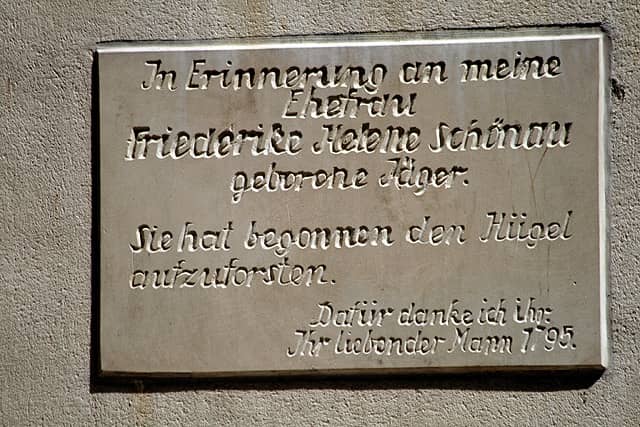 In Erinnerung an meine
Ehefrau
Friederike Helene Schönau
geborene Jäger.
Sie hat begonnen den Hügel
aufzuforsten.
Dafür danke ich ihr.
Ihr liebender Mann 1795.